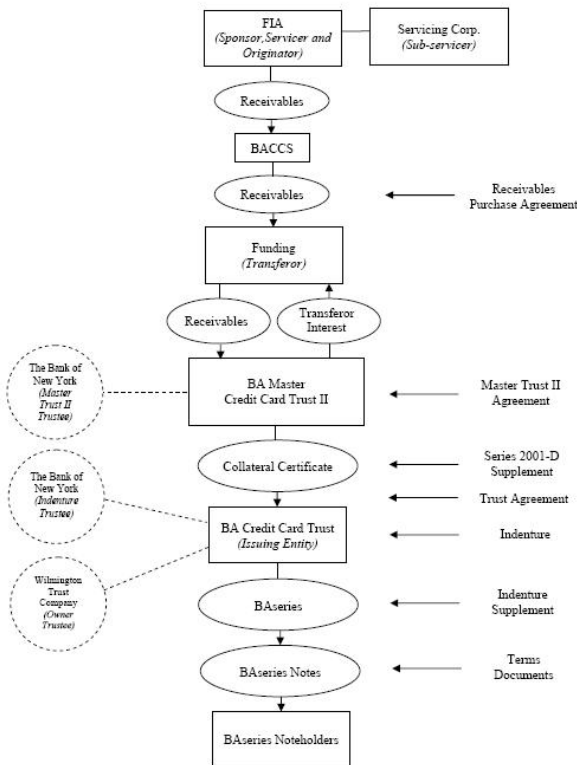 FIA
(Sponsor,Servicer and
Originator)
Servicing Corp.
(Sub-servicer)
Receivables
BACCS
Receivables
Receivables
Purchase Agreement
Funding
(Transferor)
Receivables
Transferor
Interest
The Bank of
New York
(Master
Trust II
Trustee)
BA Master
Credit Card Trust II
Master Trust II
Agreement
Collateral Certificate
Series 2001-D
Supplement
The Bank of
New York
(Indenture
Trustee)
Trust Agreement
BA Credit Card Trust
(Issuing Entity)
Indenture
Wilmington
Trust
Company
(Owner
Trustee)
BAseries
Indenture
Supplement
BAseries Notes
Terms
Documents
BAseries Noteholders